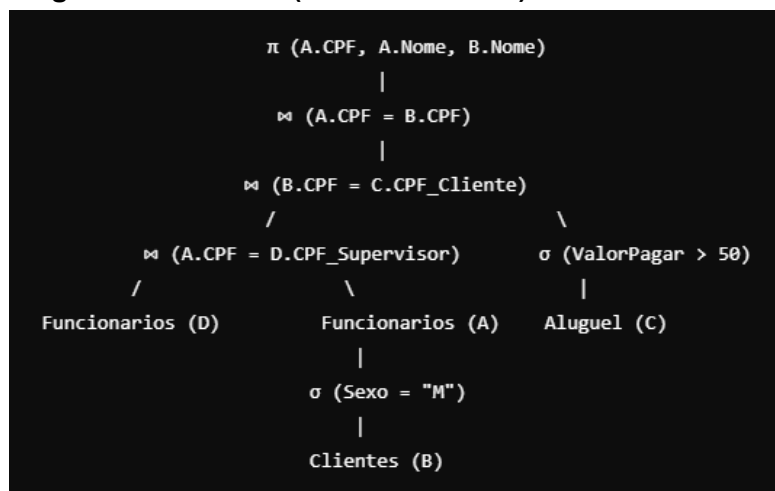 π (A.CPF, A.Nome, B.Nome)
|
⋈ (A.CPF = B.CPF)
|
⋈ (B.CPF = C.CPF_Cliente)
/ \
⋈ (A.CPF = D.CPF_Supervisor) σ (ValorPagar > 50)
/ \ |
Funcionarios (D) Funcionarios (A) Aluguel (C)
|
σ (Sexo = "M")
|
Clientes (B)